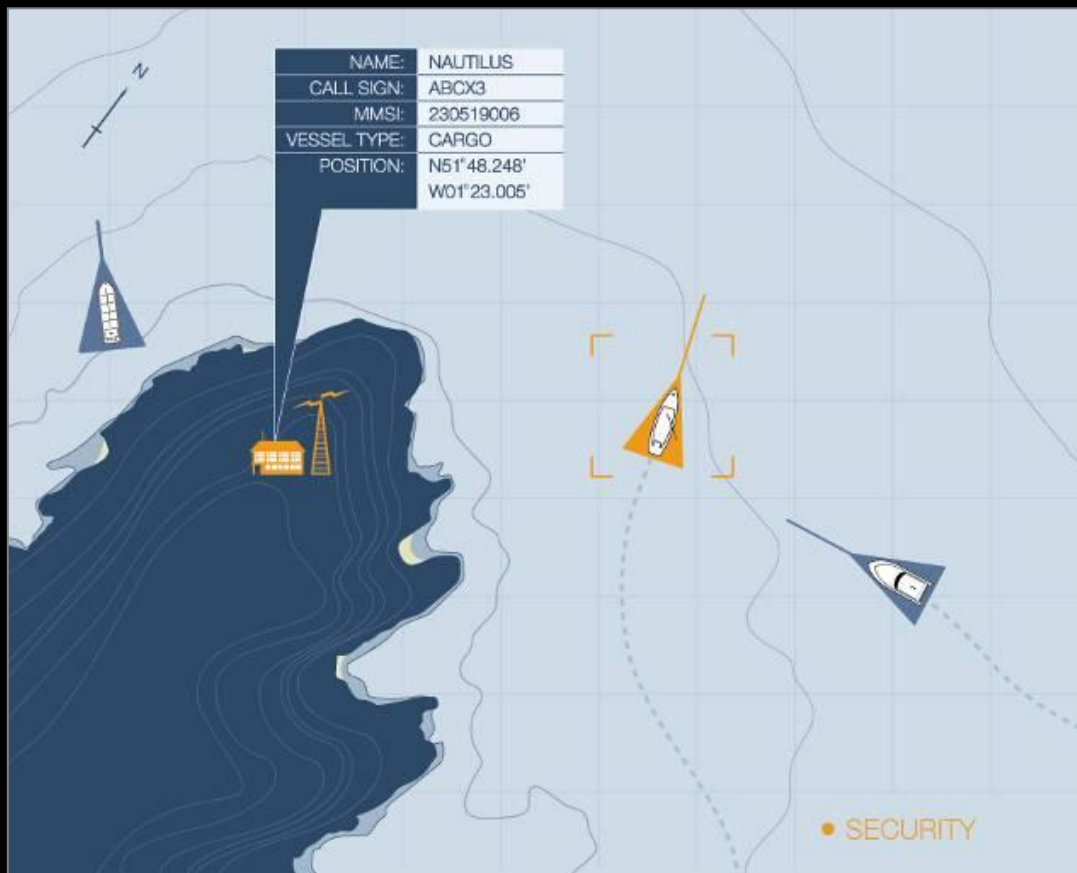 N
NAME: NAUTILUS
CALL SIGN: ABCX3
MMSI: 230519006
VESSEL TYPE: CARGO
POSITION: N51°48.248'
W01°23.005'
SECURITY